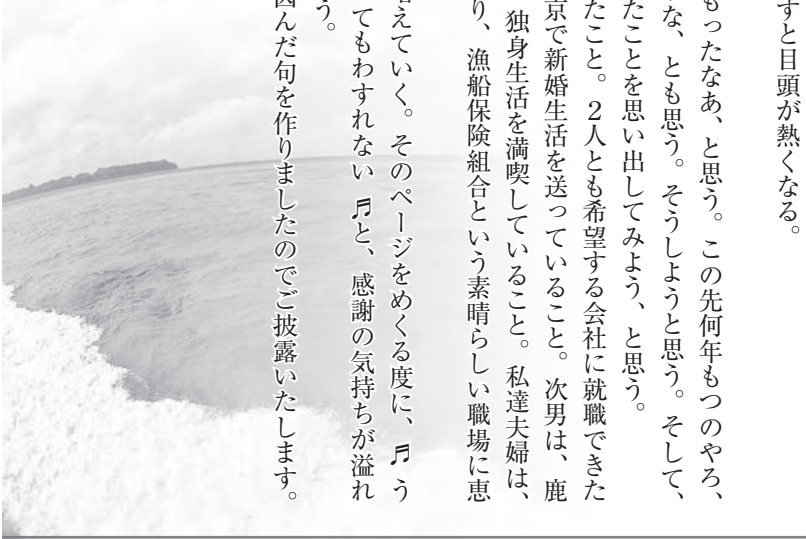 すと目頭が熱くなる。
もったなあ、と思う。この先何年もつのやろ、
な、とも思う。そうしようと思う。そして、
たことを思い出してみよう、と思う。
たこと。２人とも希望する会社に就職できた
京で新婚生活を送っていること。次男は、鹿
独身生活を満喫していること。私達夫婦は、
り、漁船保険組合という素晴らしい職場に恵
えていく。そのページをめくる度に、♬ う
てもわすれない ♬と、感謝の気持ちが溢れ
う。
因んだ句を作りましたのでご披露いたします。